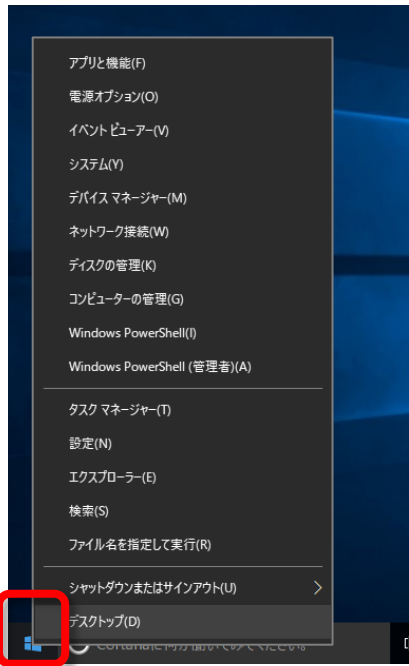 アプリと機能(F)
電源オプション(O)
イベント ビューアー(V)
システム(Y)
デバイス マネージャー(M)
ネットワーク接続(W)
ディスクの管理(K)
コンピューターの管理(G)
Windows PowerShell(I)
Windows PowerShell (管理者)(A)
タスク マネージャー(T)
設定(N)
エクスプローラー(E)
検索(S)
ファイル名を指定して実行(R)
シャットダウンまたはサインアウト(U)
デスクトップ(D)